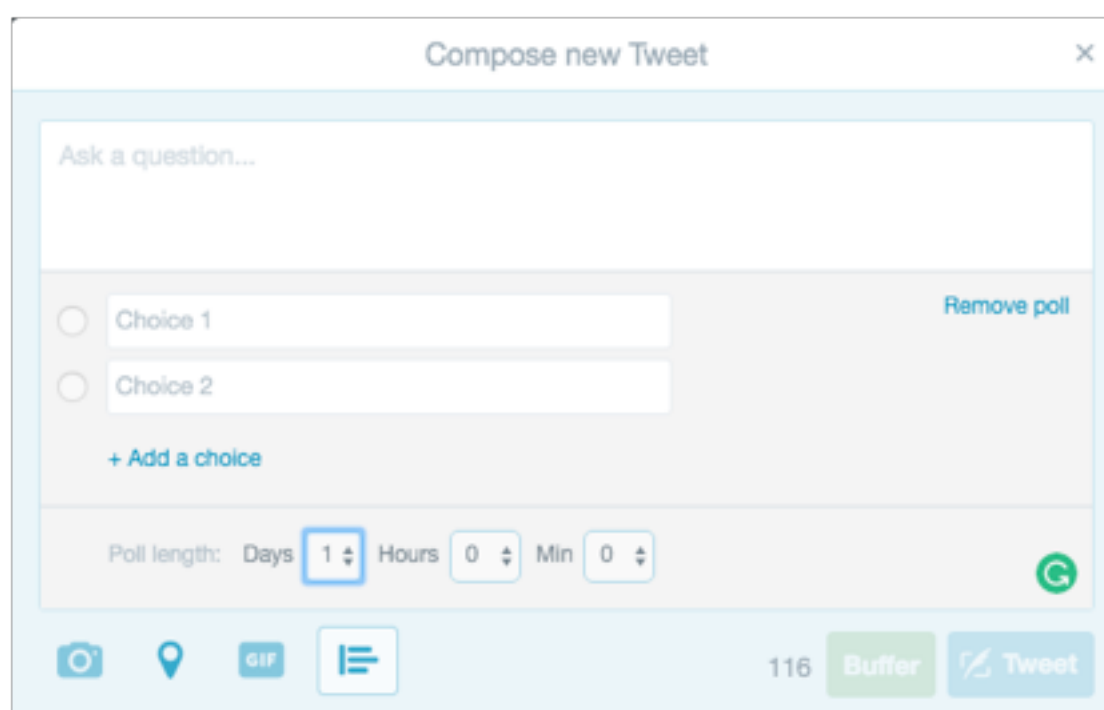 Compose new Tweet ×
Ask a question...
Choice 1
Remove poll
Choice 2
+ Add a choice
Poll length: Days 1 Hours 0 Min 0
GIF
116 Buffer Tweet